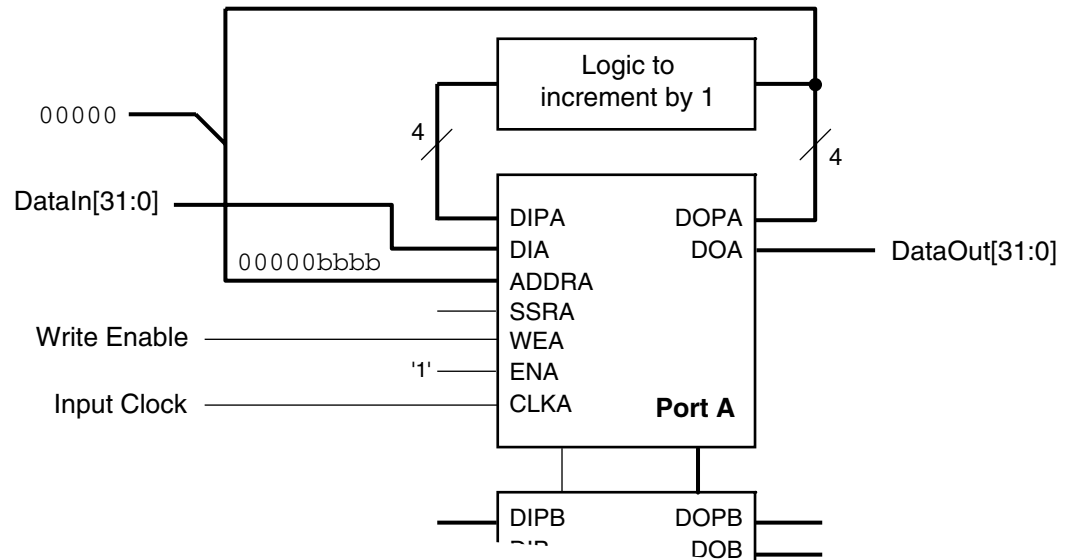 Logic to
increment by 1
00000
4
4
DataIn[31:0]
DIPA
DOPA
DIA
DOA
DataOut[31:0]
00000bbbb
ADDRA
SSRA
Write Enable
WEA
'1'
ENA
Input Clock
CLKA
Port A
DIPB
DOPB
DOB